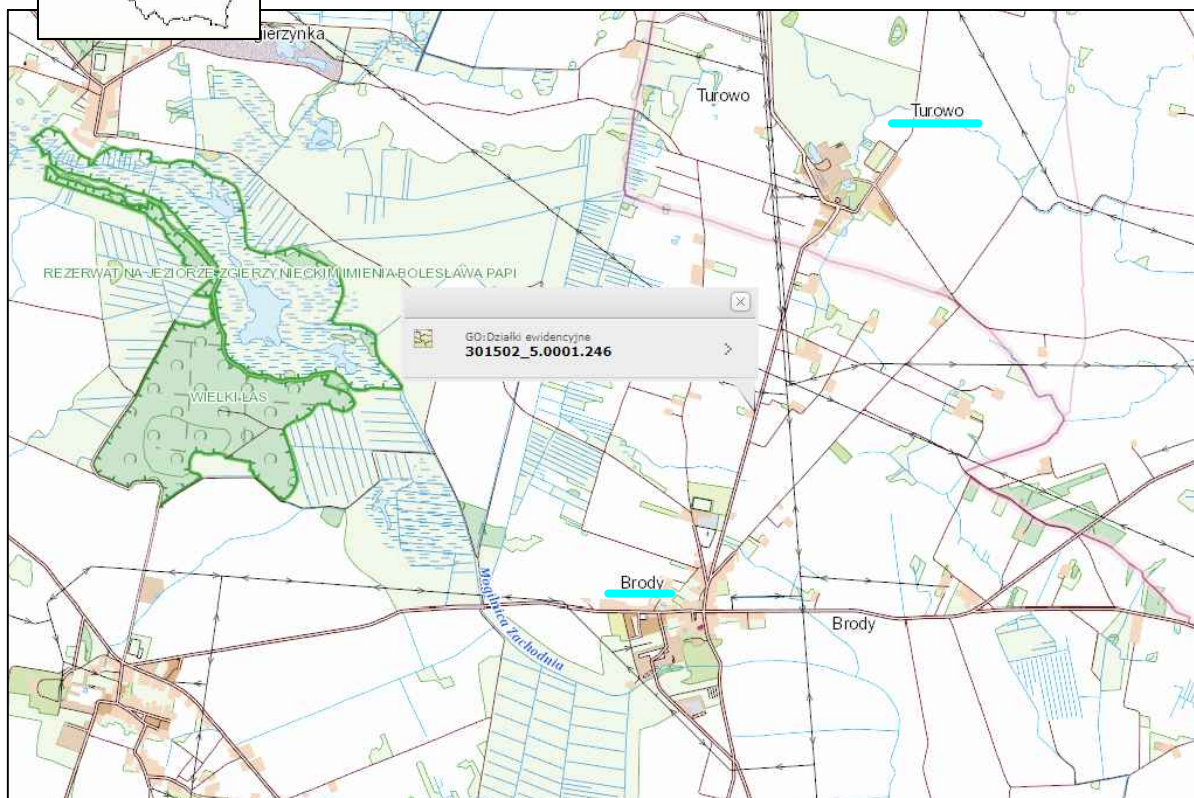 gierzynka
Turowo
Turowo
REZERWAT NA JEZIORZE ZGIERZYNIECKIM IMIENIA BOLESŁAWA PAPI
GO:Działki ewidencyjne
301502_5.0001.246
WIELKI LAS
Mogilnica Zachodnia
Brody
Brody